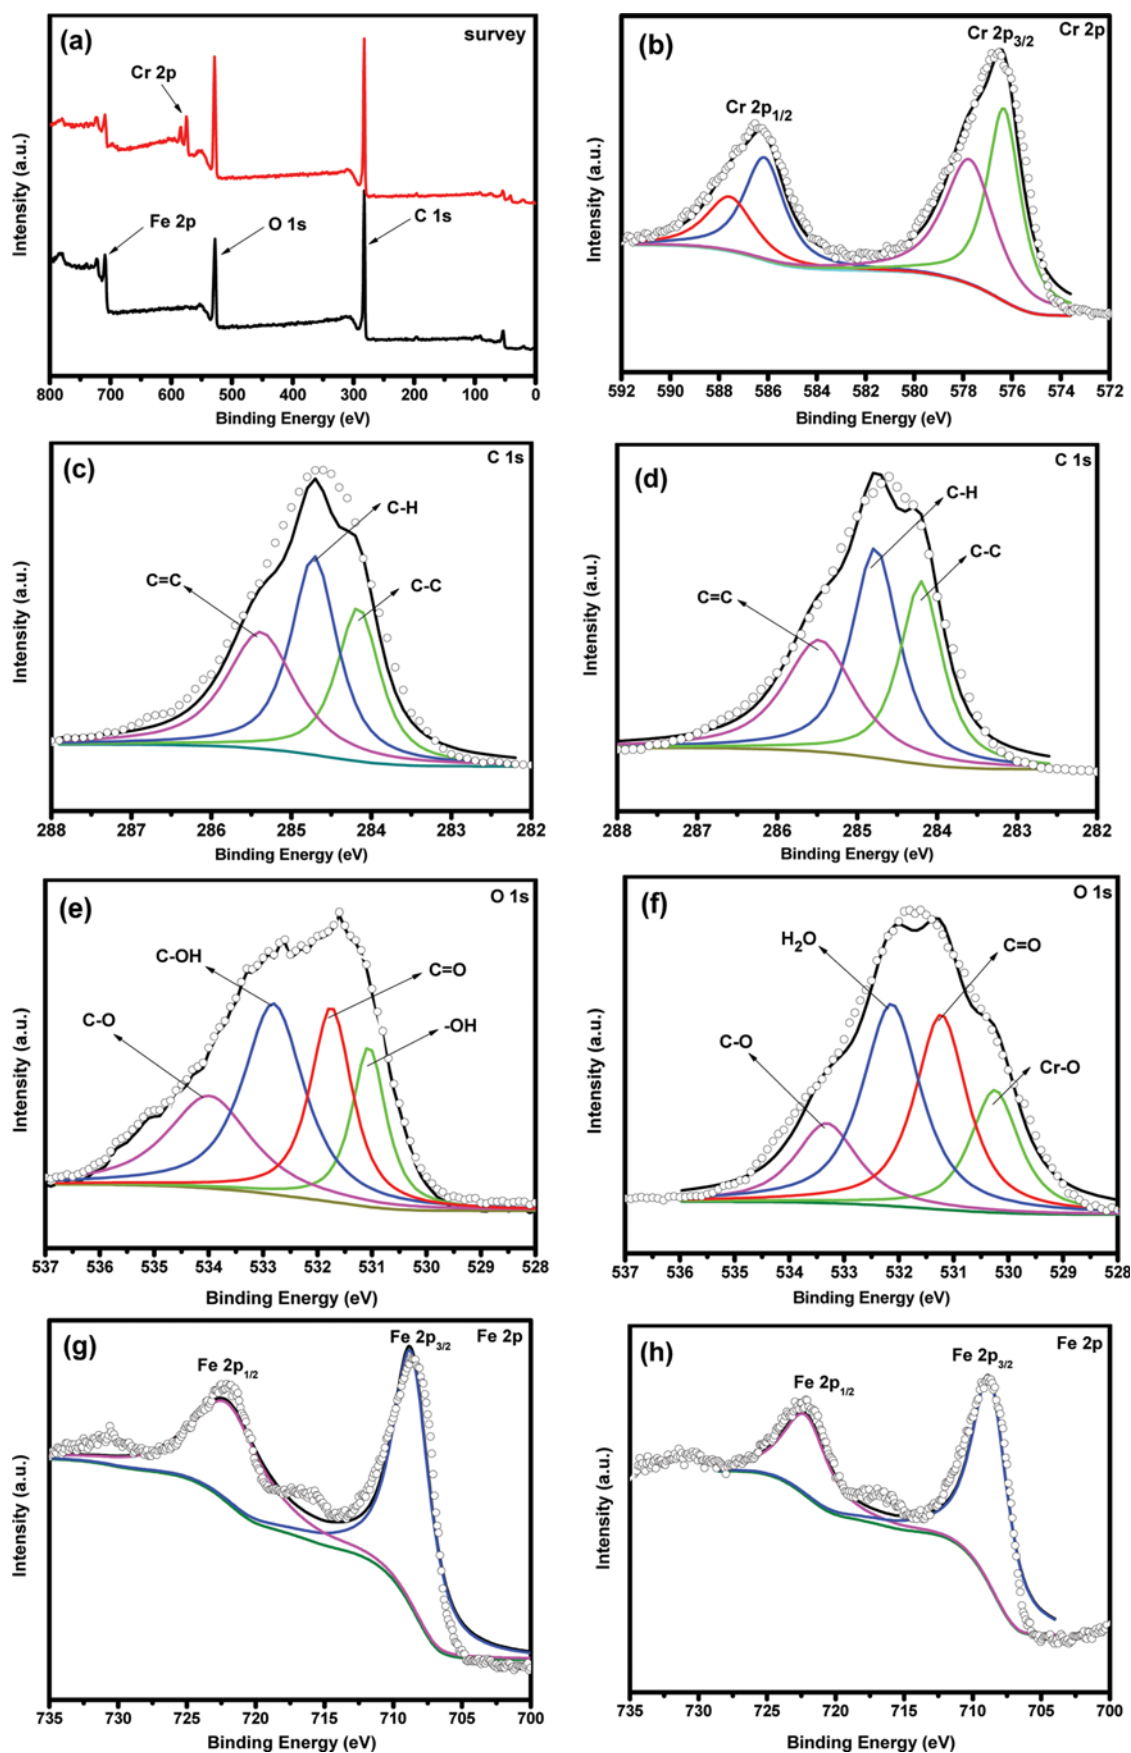 (a)
survey
Cr 2p
Fe 2p
O 1s
C 1s
Intensity (a.u.)
800 700 600 500 400 300 200 100 0
Binding Energy (eV)
(b)
Cr 2p3/2
Cr 2p
Cr 2p1/2
Intensity (a.u.)
592 590 588 586 584 582 580 578 576 574 572
Binding Energy (eV)
(c)
C 1s
C-H
C=C
C-C
Intensity (a.u.)
288 287 286 285 284 283 282
Binding Energy (eV)
(d)
C 1s
C-H
C-C
C=C
Intensity (a.u.)
288 287 286 285 284 283 282
Binding Energy (eV)
(e)
O 1s
C-OH
C=O
C-O
-OH
Intensity (a.u.)
537 536 535 534 533 532 531 530 529 528
Binding Energy (eV)
(f)
O 1s
H2O
C=O
C-O
Cr-O
Intensity (a.u.)
537 536 535 534 533 532 531 530 529 528
Binding Energy (eV)
(g)
Fe 2p3/2
Fe 2p
Fe 2p1/2
Intensity (a.u.)
735 730 725 720 715 710 705 700
Binding Energy (eV)
(h)
Fe 2p
Fe 2p3/2
Fe 2p1/2
Intensity (a.u.)
735 730 725 720 715 710 705 700
Binding Energy (eV)